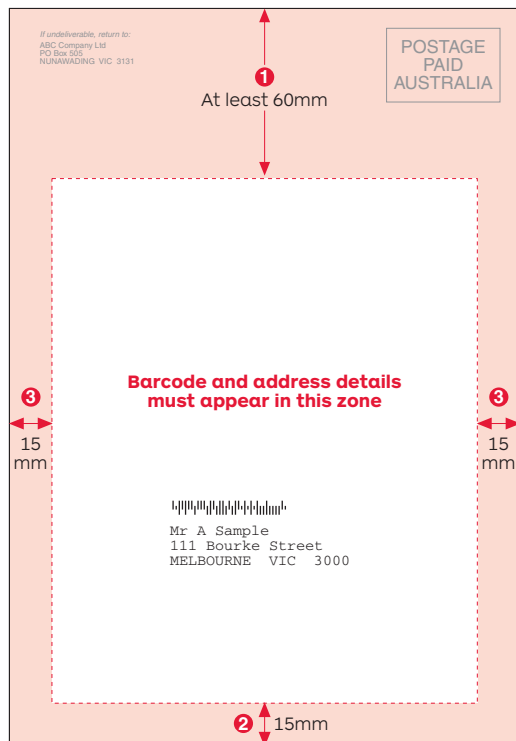 If undeliverable, return to:
ABC Company Ltd
PO Box 505
NUNAWADING VIC 3131
POSTAGE
PAID
AUSTRALIA
1
At least 60mm
Barcode and address details
must appear in this zone
3
15
mm
3
15
mm
Mr A Sample
111 Bourke Street
MELBOURNE VIC 3000
2 15mm